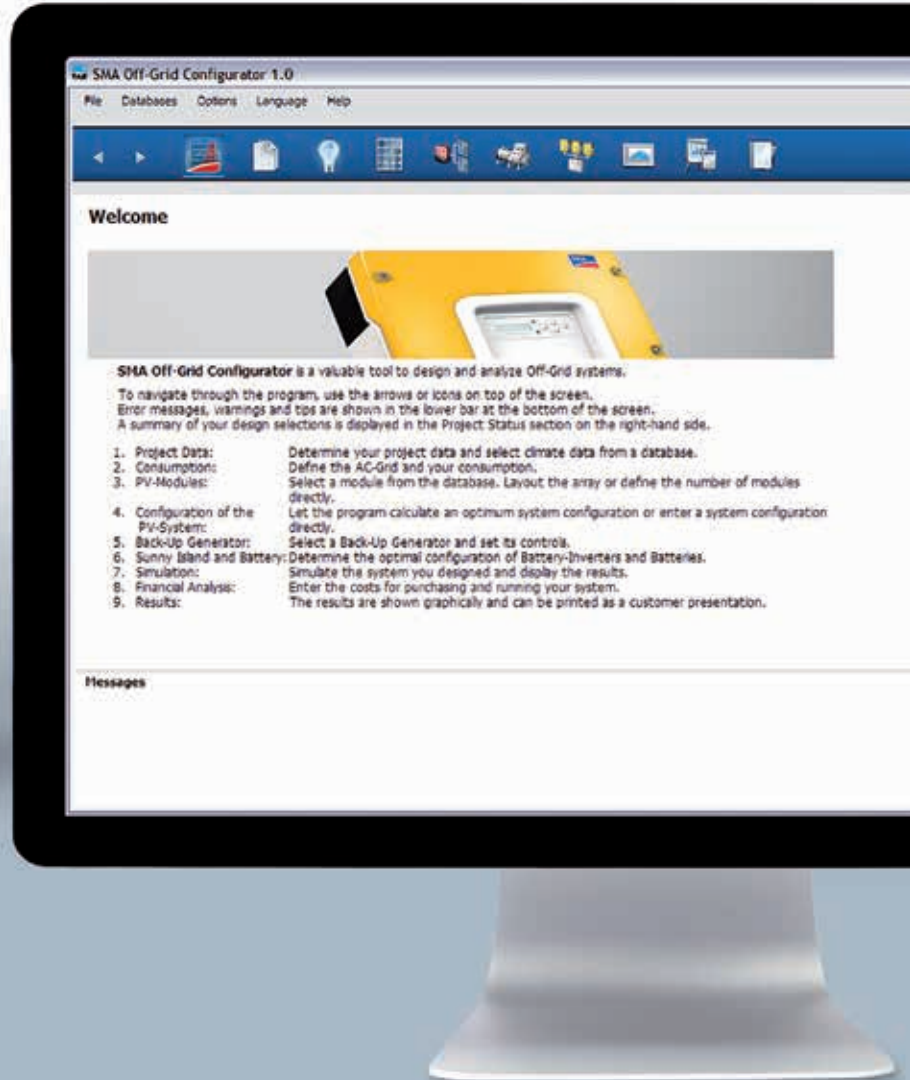 SMA Off-Grid Configurator 1.0
File Databases Options Language Help
Welcome
SMA Off-Grid Configurator is a valuable tool to design and analyze Off-Grid systems.
To navigate through the program, use the arrows or icons on top of the screen.
Error messages, warnings and tips are shown in the lower bar at the bottom of the screen.
A summary of your design selections is displayed in the Project Status section on the right-hand side.
1. Project Data: Determine your project data and select climate data from a database.
2. Consumption: Define the AC-Grid and your consumption.
3. PV-Modules: Select a module from the database. Layout the array or define the number of modules
directly.
4. Configuration of the Let the program calculate an optimum system configuration or enter a system configuration
PV-System: directly.
5. Back-Up Generator: Select a Back-Up Generator and set its controls.
6. Sunny Island and Battery: Determine the optimal configuration of Battery-Inverters and Batteries.
7. Simulation: Simulate the system you designed and display the results.
8. Financial Analysis: Enter the costs for purchasing and running your system.
9. Results: The results are shown graphically and can be printed as a customer presentation.
Messages